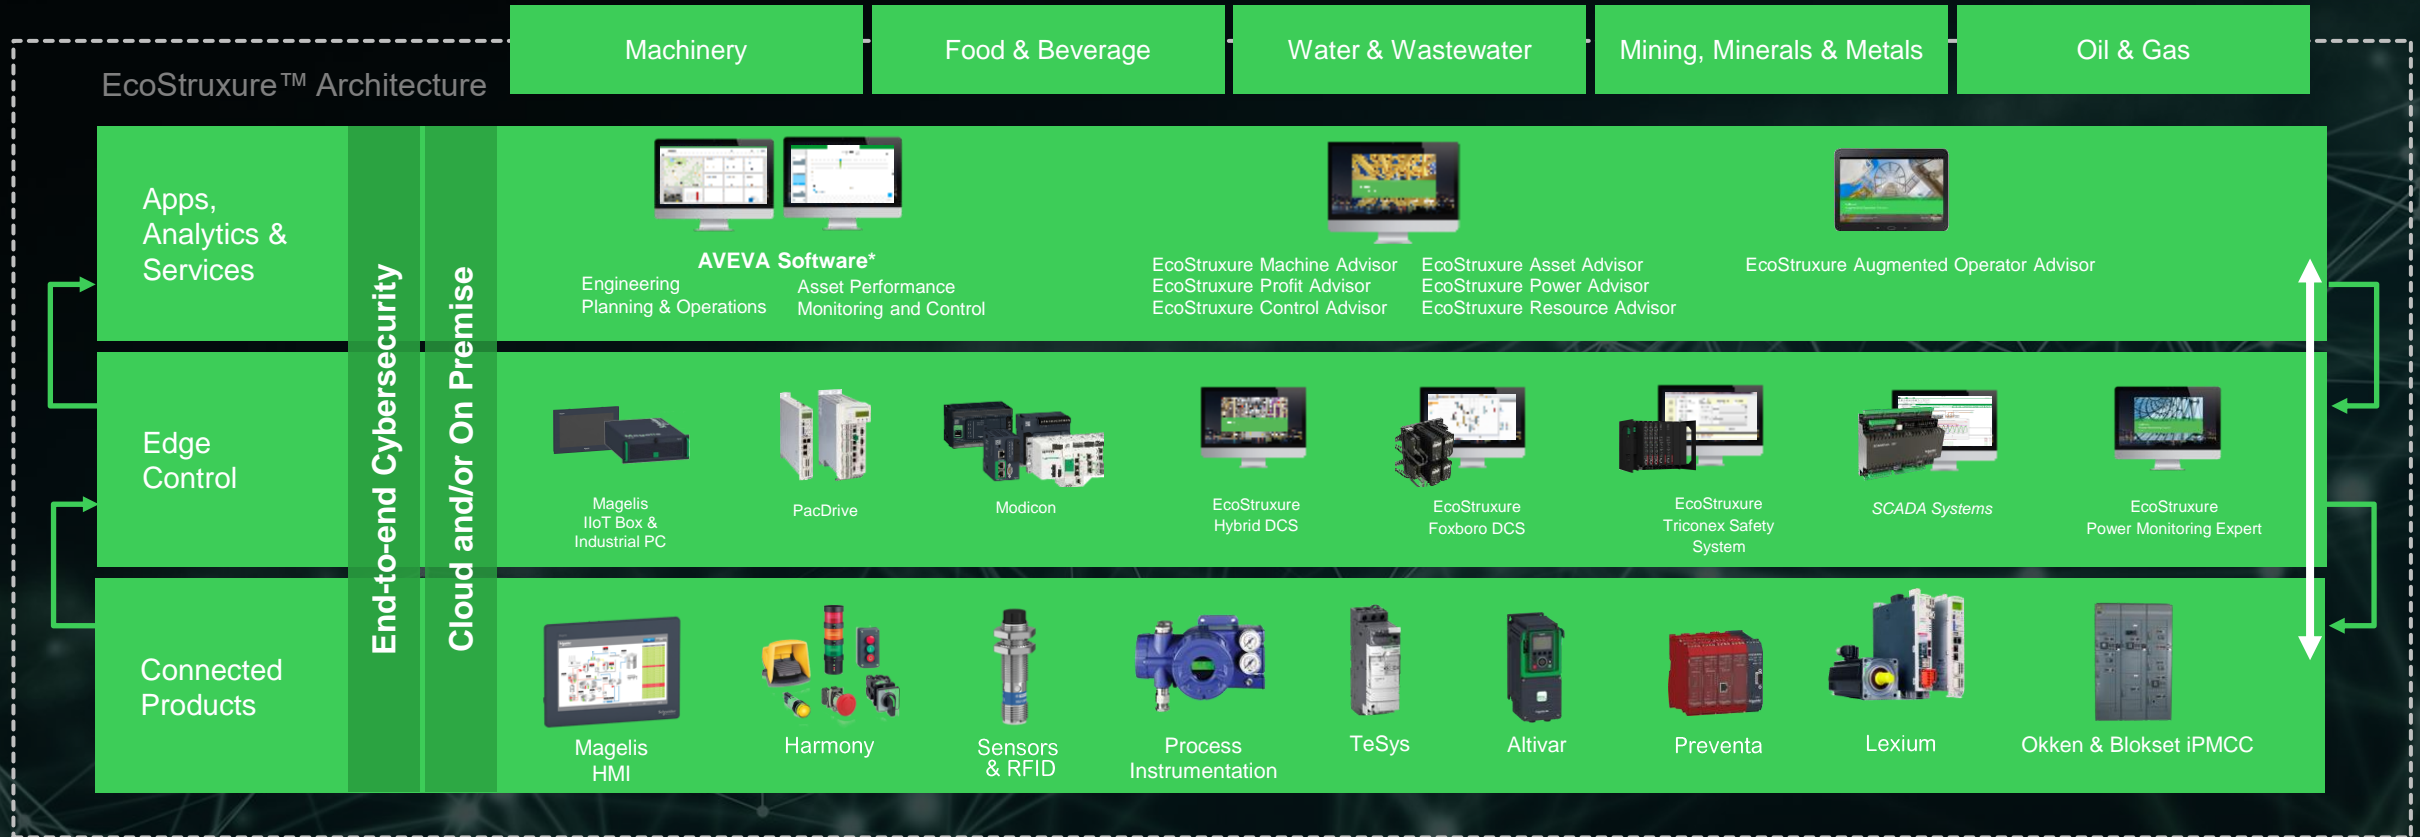 Machinery
Food & Beverage
Water & Wastewater
Mining, Minerals & Metals
Oil & Gas
EcoStruxure™ Architecture
Apps,
Analytics &
Services
End-to-end Cybersecurity
Cloud and/or On Premise
AVEVA Software*
Engineering
Planning & Operations
Asset Performance
Monitoring and Control
EcoStruxure Machine Advisor
EcoStruxure Profit Advisor
EcoStruxure Control Advisor
EcoStruxure Asset Advisor
EcoStruxure Power Advisor
EcoStruxure Resource Advisor
EcoStruxure Augmented Operator Advisor
Edge
Control
Magelis
IIoT Box &
Industrial PC
PacDrive
Modicon
EcoStruxure
Hybrid DCS
EcoStruxure
Foxboro DCS
EcoStruxure
Triconex Safety
System
SCADA Systems
EcoStruxure
Power Monitoring Expert
Connected
Products
Magelis
HMI
Harmony
Sensors
& RFID
Process
Instrumentation
TeSys
Altivar
Preventa
Lexium
Okken & Blokset iPMCC